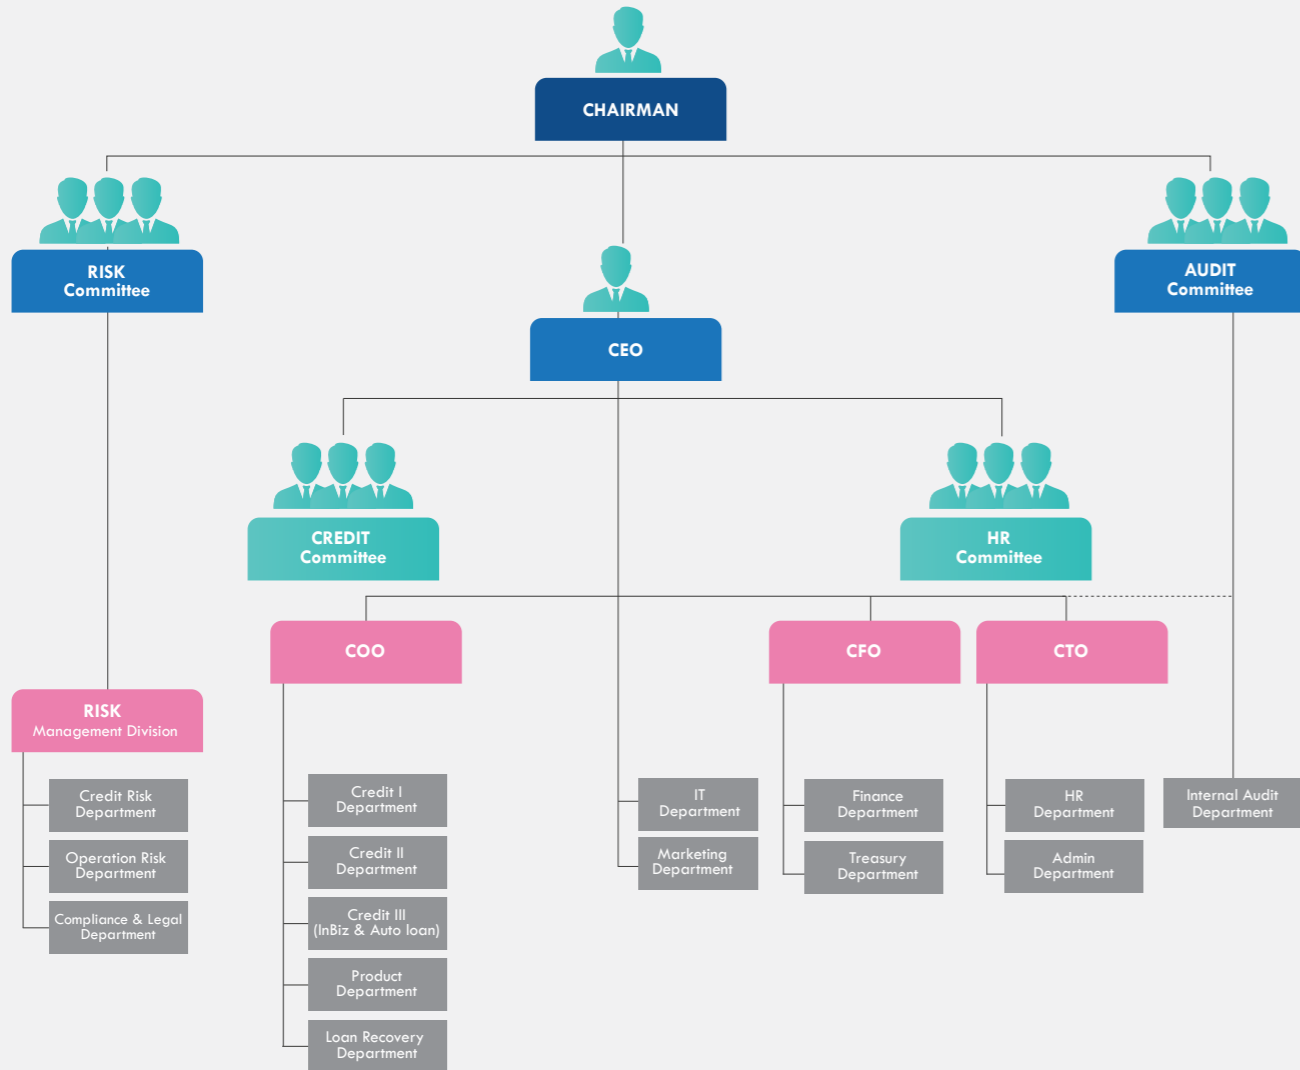 CHAIRMAN
RISK
Committee
AUDIT
Committee
CEO
CREDIT
Committee
HR
Committee
COO
CFO
CTO
RISK
Management Division
Credit Risk
Department
Operation Risk
Department
Compliance & Legal
Department
Credit I
Department
Credit II
Department
Credit III
(InBiz & Auto loan)
Product
Department
Loan Recovery
Department
IT
Department
Marketing
Department
Finance
Department
Treasury
Department
HR
Department
Admin
Department
Internal Audit
Department